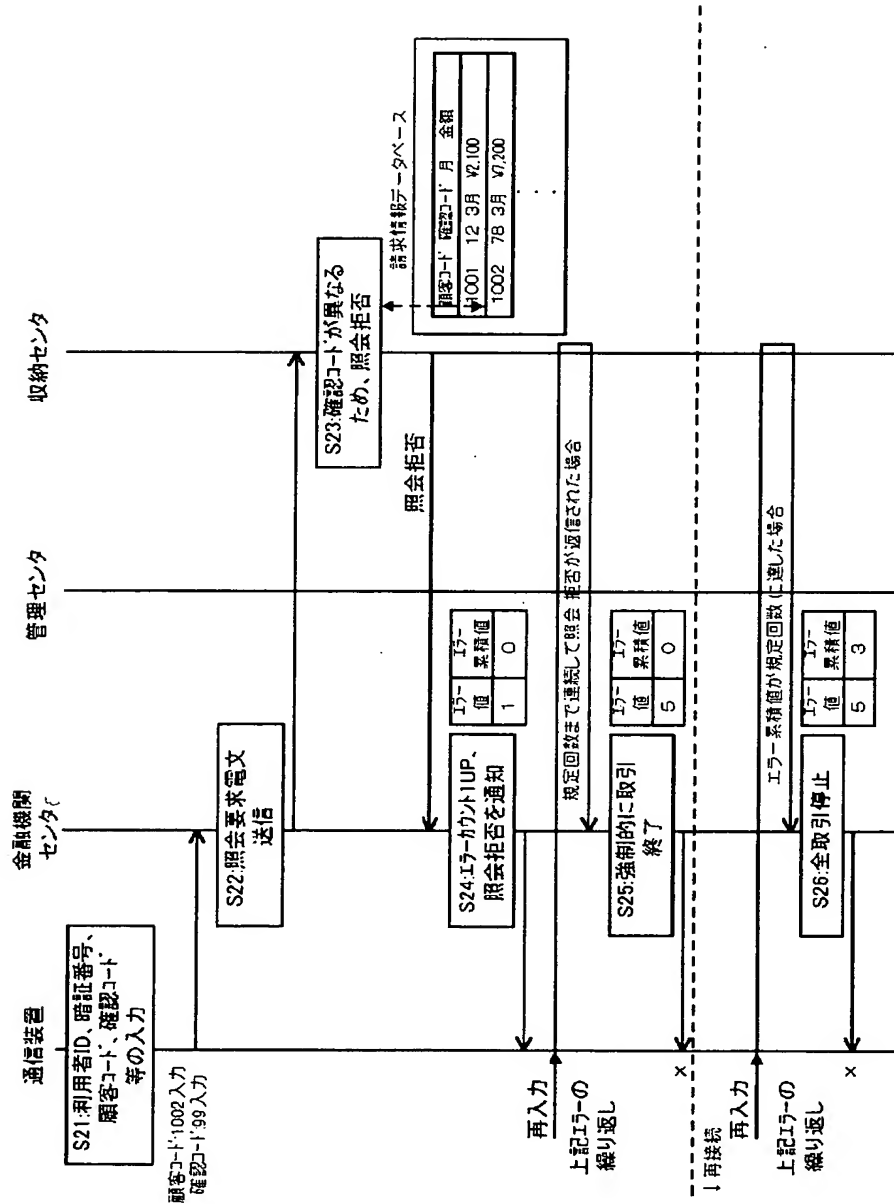 通信装置
金融機関
センタ
管理センタ
収納センタ
S21:利用者ID、暗証番号、
顧客コード、確認コード
等の入力
顧客コード:1002入力
確認コード:99入力
S22:照会要求電文
送信
S23:確認コードが異なる
ため、照会拒否
請求情報データベース
顧客コード 確認コード 月 金額
1001 12 3月 ¥2,100
1002 78 3月 ¥7,200
照会拒否
S24:エラーカウント1UP、
照会拒否を通知
エラー値 エラー累積値
1 0
再入力
上記エラーの
繰り返し
規定回数まで連続して照会拒否が返信された場合
S25:強制的に取引
終了
エラー値 エラー累積値
5 0
×
↓再接続
再入力
上記エラーの
繰り返し
エラー累積値が規定回数に達した場合
S26:全取引停止
エラー値 エラー累積値
5 3
×